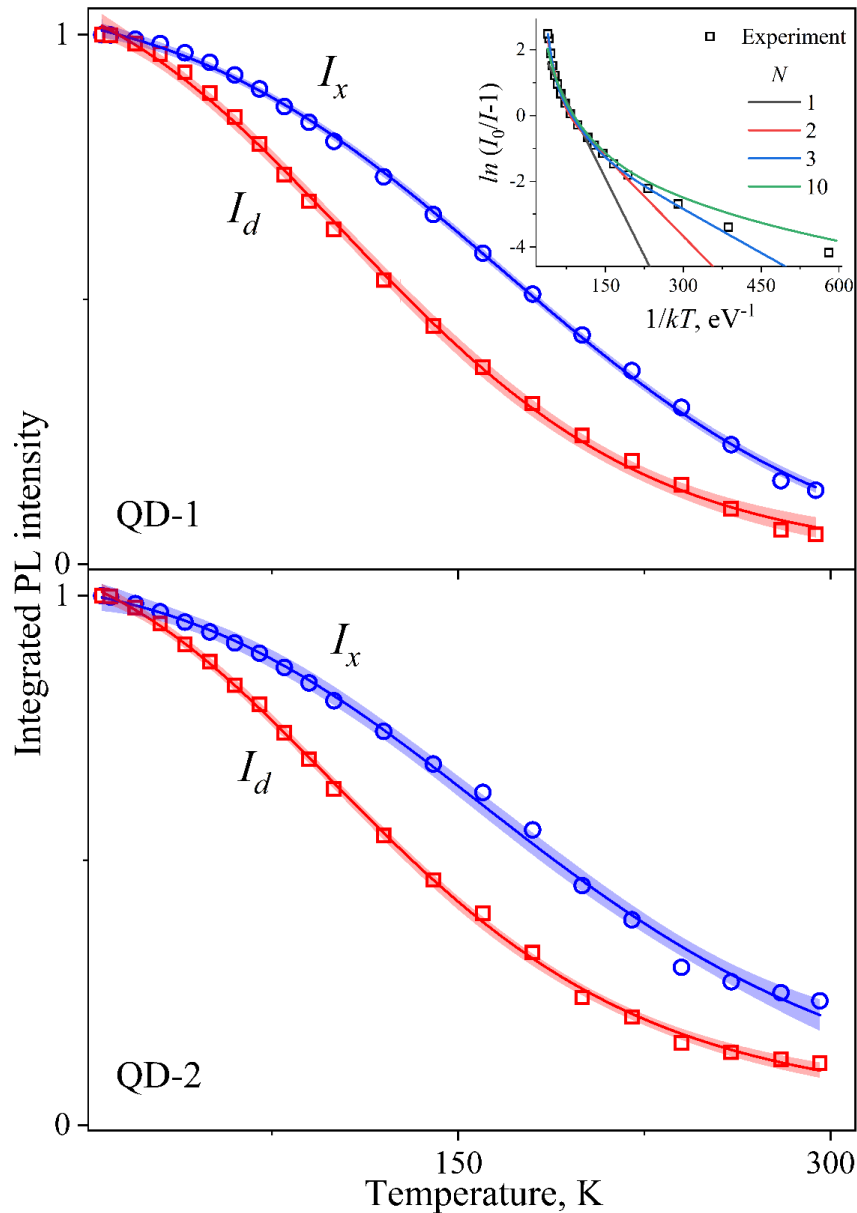 Integrated PL intensity
1
I_x
I_d
QD-1
0
Experiment
N
1
2
3
10
ln (I_0/I-1)
2
0
-2
-4
150
300
450
600
1/kT, eV^-1
1
I_x
I_d
QD-2
0
150
300
Temperature, K